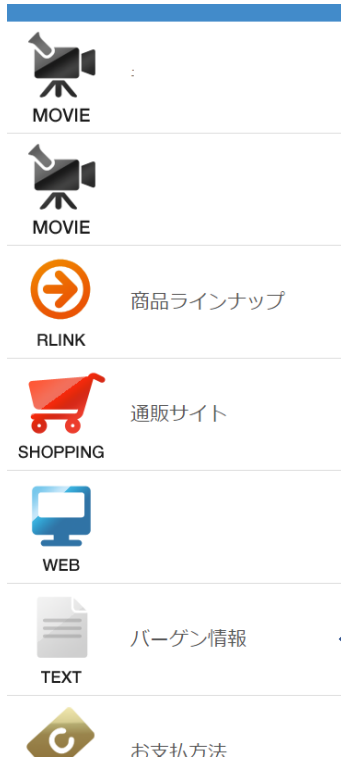 :
MOVIE
MOVIE
商品ラインナップ
RLINK
通販サイト
SHOPPING
WEB
バーゲン情報
TEXT
お支払方法